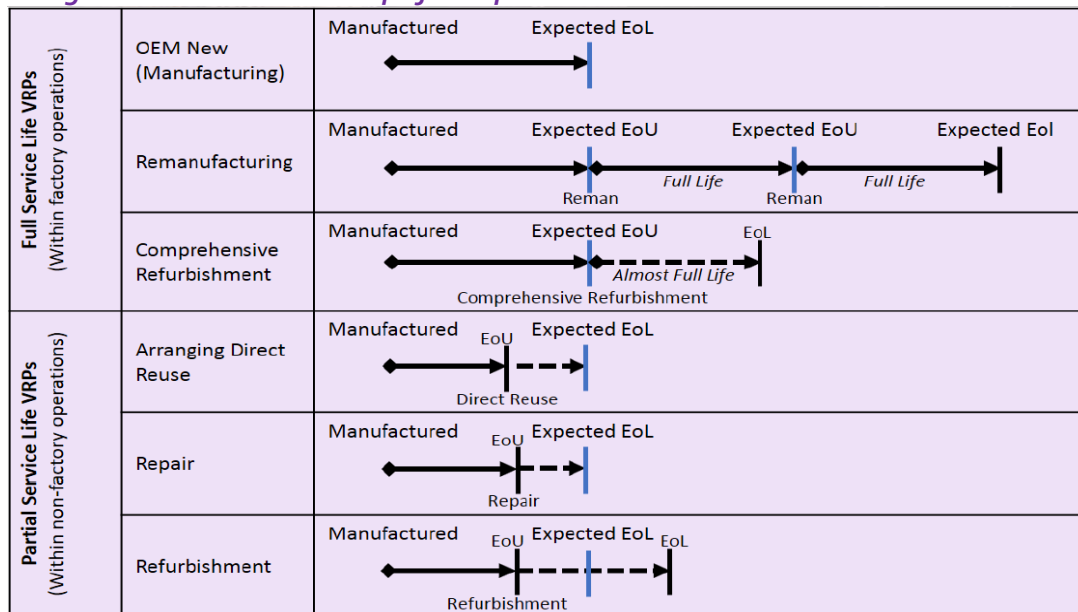 OEM New
(Manufacturing)
Manufactured
Expected EoL
Full Service Life VRPs
(Within factory operations)
Remanufacturing
Manufactured
Expected EoU
Expected EoU
Expected Eol
Full Life
Full Life
Reman
Reman
Comprehensive
Refurbishment
Manufactured
Expected EoU
EoL
Almost Full Life
Comprehensive Refurbishment
Partial Service Life VRPs
(Within non-factory operations)
Arranging Direct
Reuse
Manufactured
EoU
Expected EoL
Direct Reuse
Repair
Manufactured
EoU
Expected EoL
Repair
Refurbishment
Manufactured
EoU
Expected EoL
EoL
Refurbishment